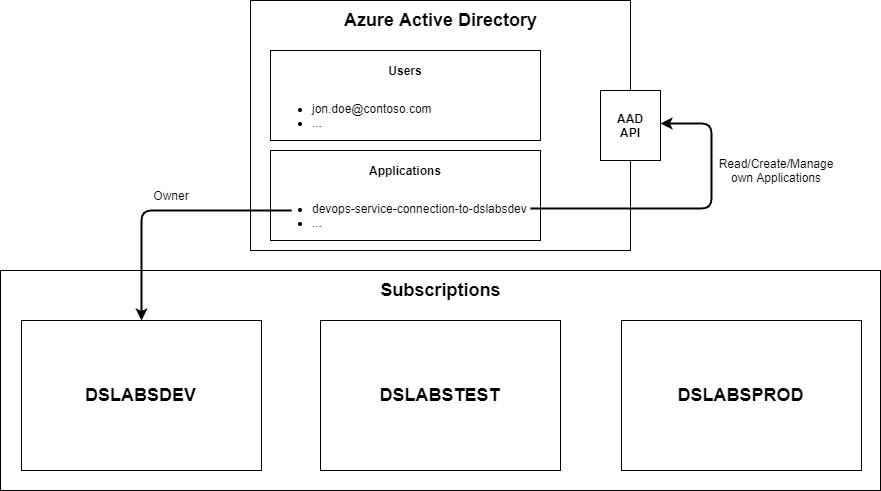 Azure Active Directory
Users
jon.doe@contoso.com
...
AAD
API
Read/Create/Manage
own Applications
Applications
devops-service-connection-to-dslabsdev
...
Owner
Subscriptions
DSLABSDEV
DSLABSTEST
DSLABSPROD